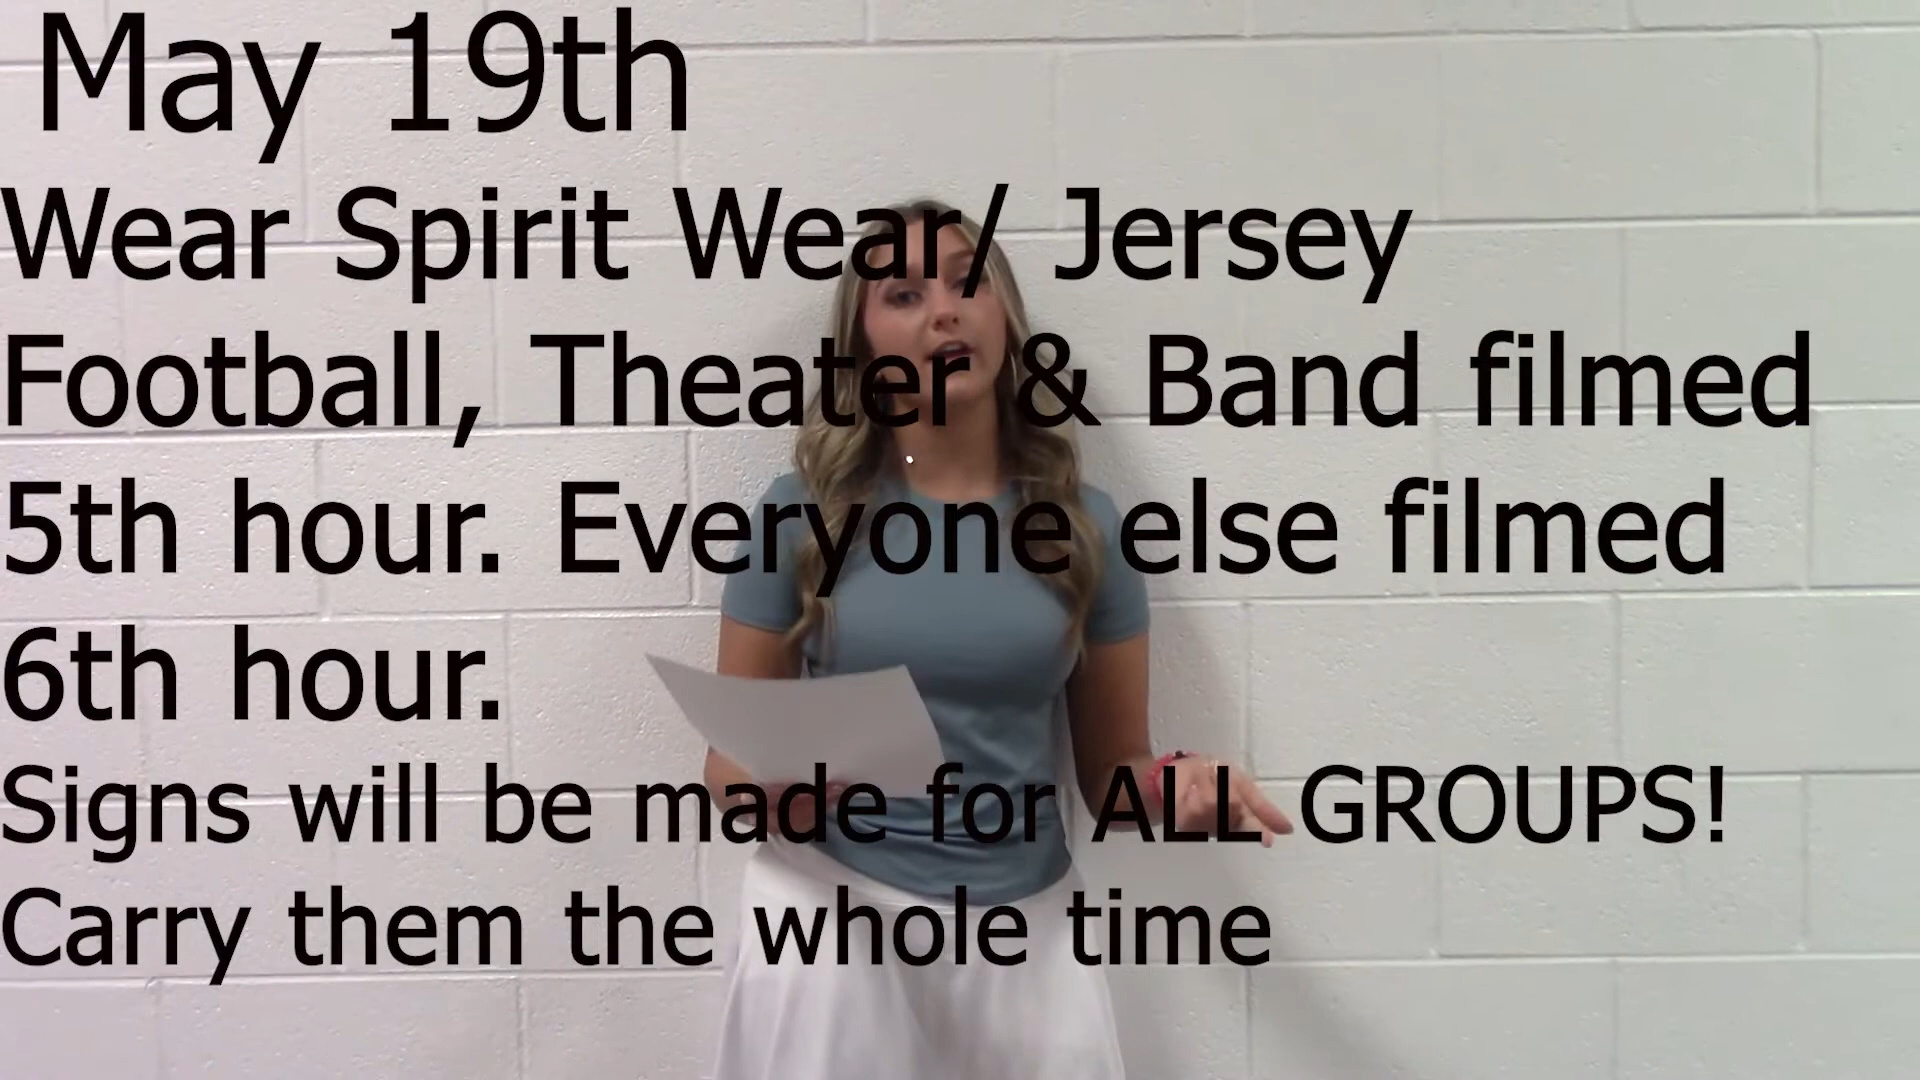 May 19th
Wear Spirit Wear/ Jersey
Football, Theater & Band filmed
5th hour. Everyone else filmed
6th hour.
Signs will be made for ALL GROUPS!
Carry them the whole time